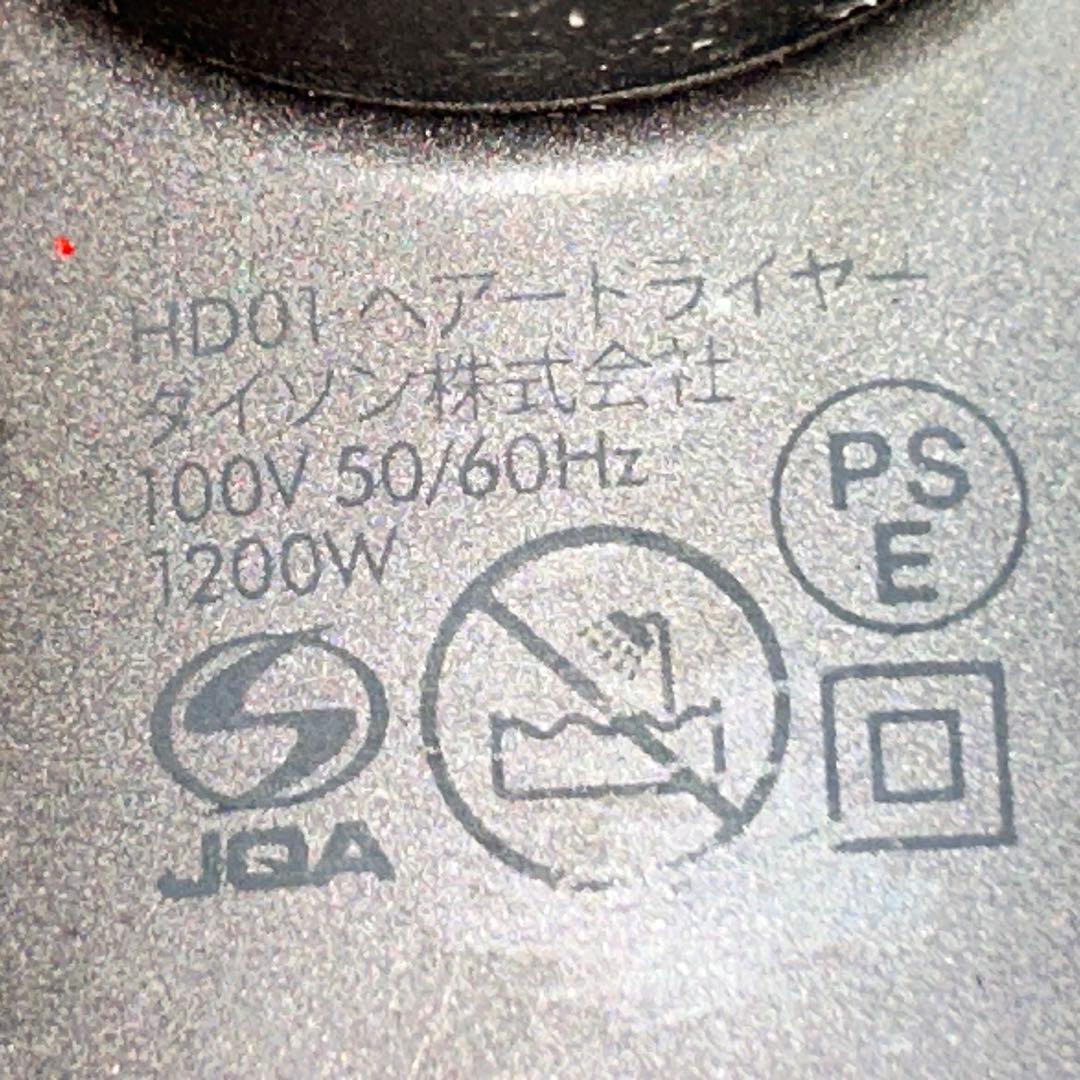 HD01 ヘアードライヤー
ダイソン株式会社
100V 50/60Hz
1200W
PS
E
JQA